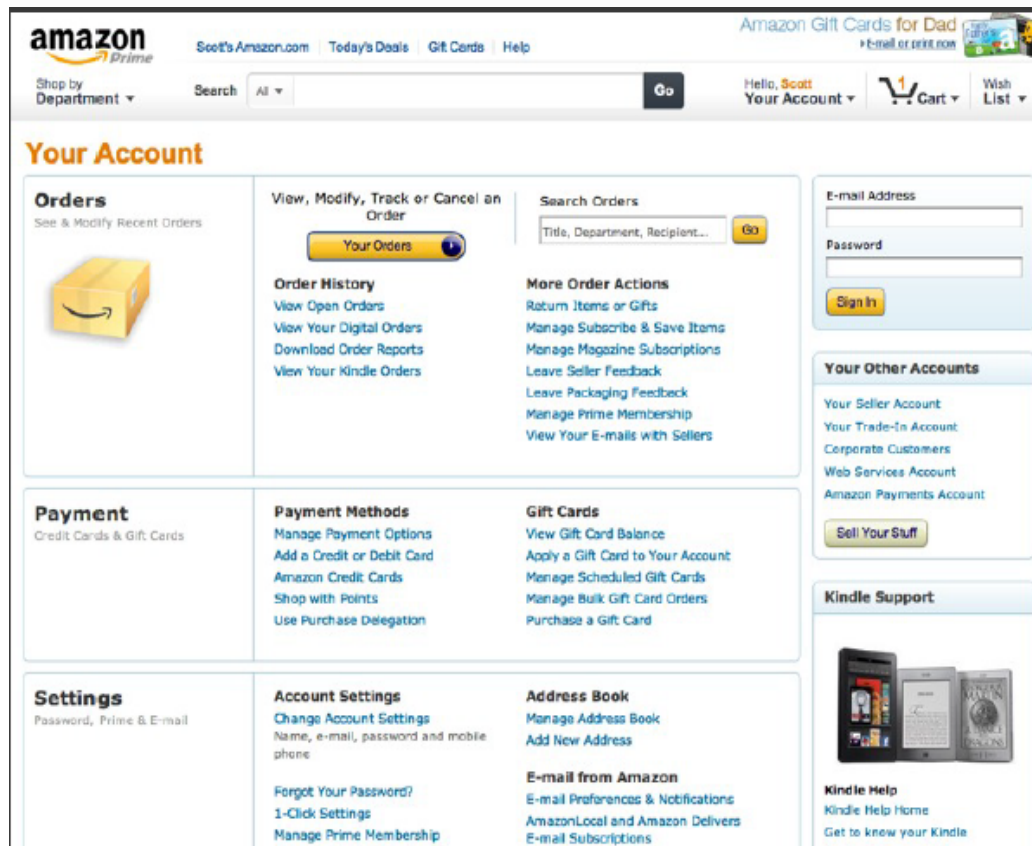 amazon
Prime
Scott's Amazon.com
Today's Deals
Gift Cards
Help
Amazon Gift Cards for Dad
E-mail or print now
Shop by
Department
Search
All
Go
Hello, Scott
Your Account
1
Cart
Wish
List
Your Account
Orders
See & Modify Recent Orders
View, Modify, Track or Cancel an
Order
Your Orders
Search Orders
Title, Department, Recipient...
Go
Order History
View Open Orders
View Your Digital Orders
Download Order Reports
View Your Kindle Orders
More Order Actions
Return Items or Gifts
Manage Subscribe & Save Items
Manage Magazine Subscriptions
Leave Seller Feedback
Leave Packaging Feedback
Manage Prime Membership
View Your E-mails with Sellers
Payment
Credit Cards & Gift Cards
Payment Methods
Manage Payment Options
Add a Credit or Debit Card
Amazon Credit Cards
Shop with Points
Use Purchase Delegation
Gift Cards
View Gift Card Balance
Apply a Gift Card to Your Account
Manage Scheduled Gift Cards
Manage Bulk Gift Card Orders
Purchase a Gift Card
Settings
Password, Prime & E-mail
Account Settings
Change Account Settings
Name, e-mail, password and mobile
phone
Forgot Your Password?
1-Click Settings
Manage Prime Membership
Address Book
Manage Address Book
Add New Address
E-mail from Amazon
E-mail Preferences & Notifications
AmazonLocal and Amazon Delivers
E-mail Subscriptions
E-mail Address
Password
Sign In
Your Other Accounts
Your Seller Account
Your Trade-In Account
Corporate Customers
Web Services Account
Amazon Payments Account
Sell Your Stuff
Kindle Support
Kindle Help
Kindle Help Home
Get to know your Kindle